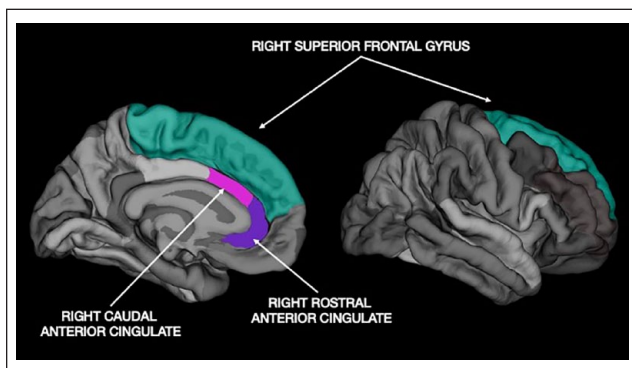 RIGHT SUPERIOR FRONTAL GYRUS
RIGHT CAUDAL
ANTERIOR CINGULATE
RIGHT ROSTRAL
ANTERIOR CINGULATE